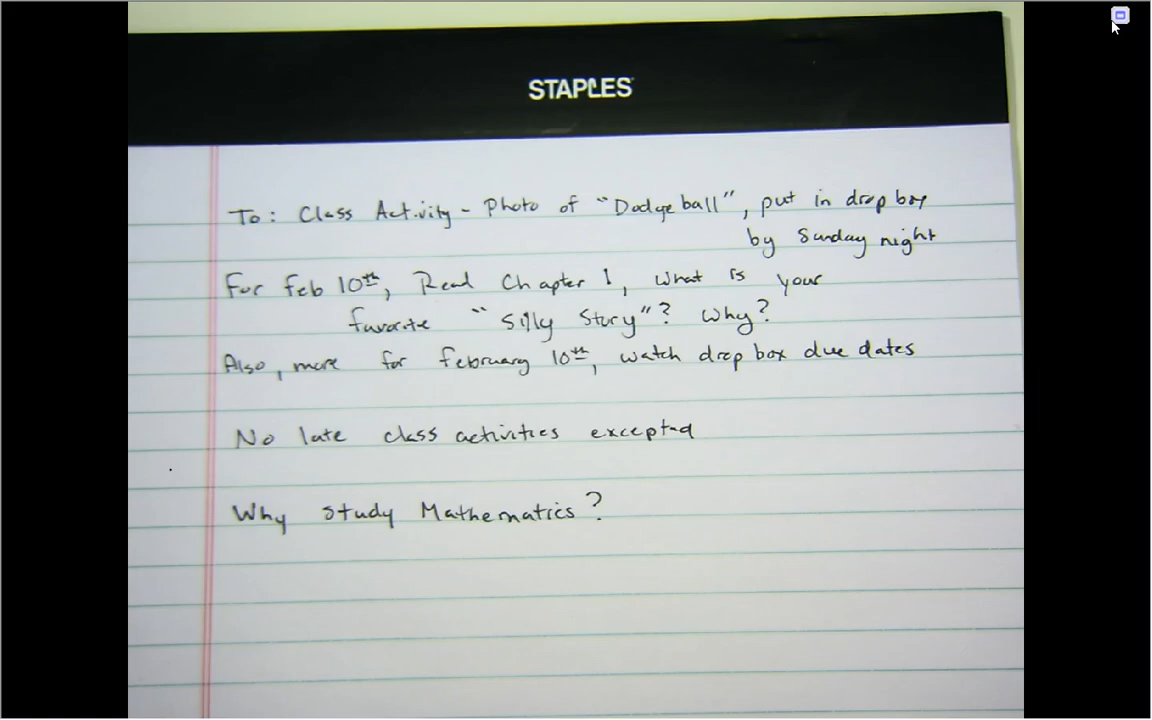 STAPLES
To: Class Activity - Photo of "Dodgeball", put in drop box
by Sunday night
For Feb 10th, Read Chapter 1, what is your
favorite "Silly Story"? Why?
Also, more for February 10th, watch drop box due dates
No late class activities excepted
Why study Mathematics?